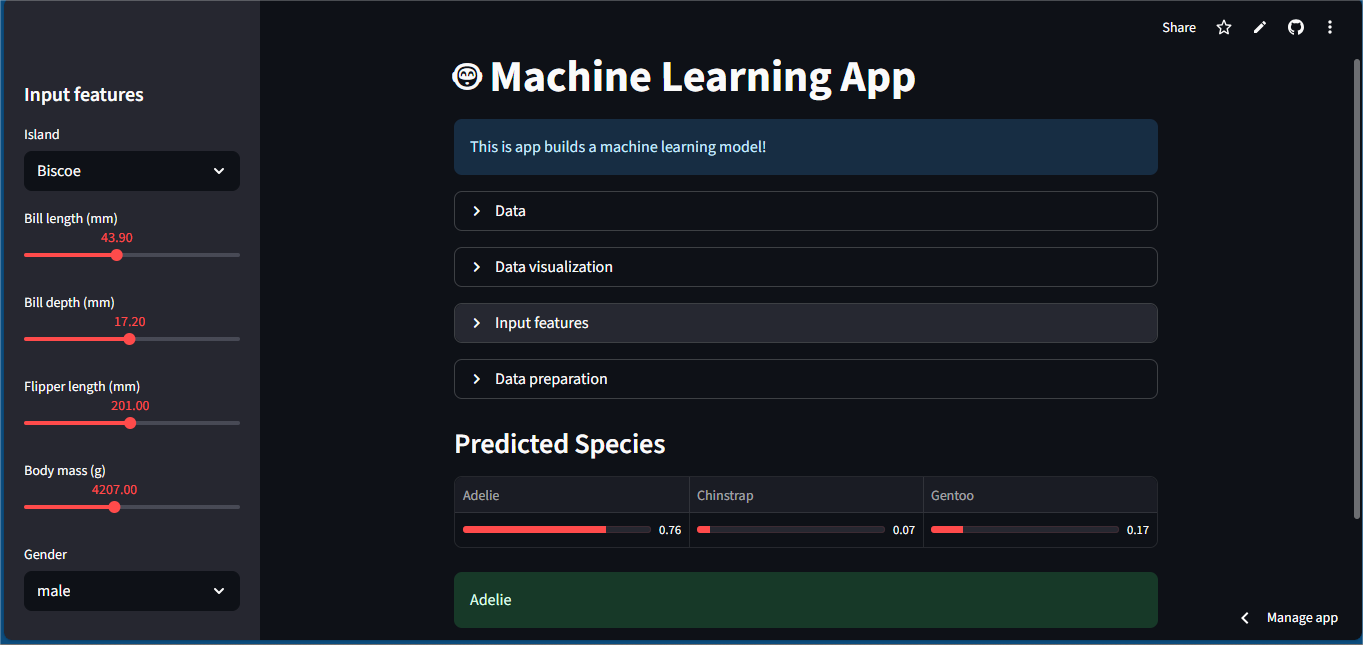 Share
Input features
Island
Biscoe
Bill length (mm)
43.90
Bill depth (mm)
17.20
Flipper length (mm)
201.00
Body mass (g)
4207.00
Gender
male
Machine Learning App
This is app builds a machine learning model!
Data
Data visualization
Input features
Data preparation
Predicted Species
Adelie Chinstrap Gentoo
0.76 0.07 0.17
Adelie
Manage app